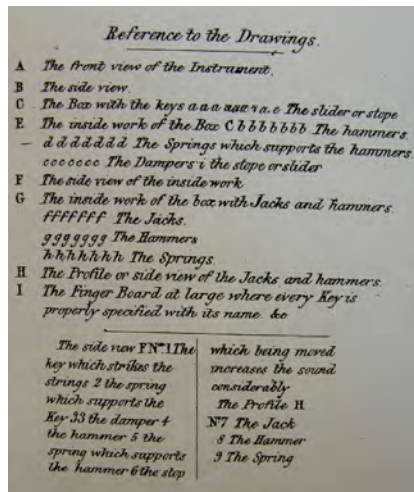 Reference to the Drawings.
A The front view of the Instrument.
B The side view.
C The Box with the keys a a a a.e The slider or stope
E The inside work of the Box C b b b b b b b The hammers.
– d d d d d d d The Springs which supports the hammers
c c c c c c c The Dampers i the stope or slider
F The side view of the inside work
G The inside work of the box with Jacks and hammers.
f f f f f f f The Jacks.
g g g g g g g The Hammers
h h h h h h h The Springs.
H The Profile or side view of the Jacks and hammers.
I The Finger Board at large where every Key is
properly specified with its name. &c
The side view F No. 1 The
key which strikes the
strings 2 the spring
which supports the
Key 33 the damper 4
the hammer 5 the
spring which supports
the hammer 6 the stop
which being moved
increases the sound
considerably
The Profile H.
No. 7 The Jack
8 The Hammer
9 The Spring